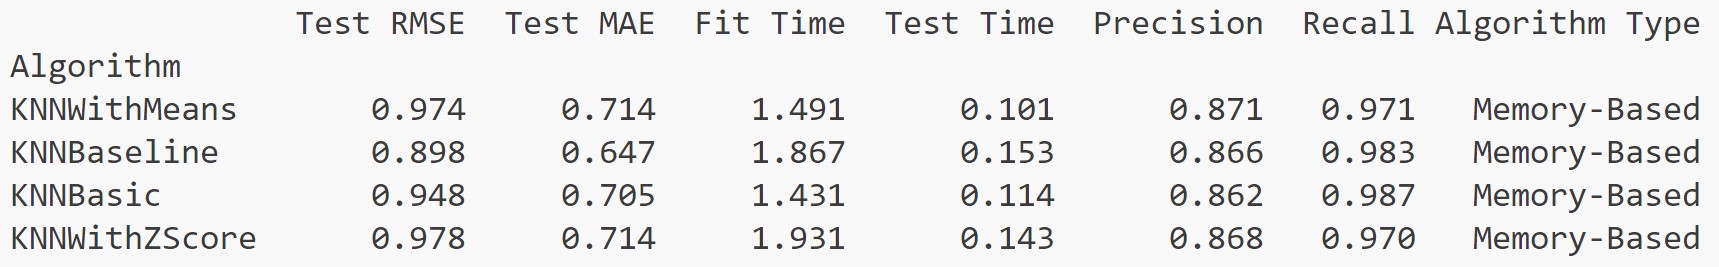 Test RMSE Test MAE Fit Time Test Time Precision Recall Algorithm Type
Algorithm
KNNWithMeans 0.974 0.714 1.491 0.101 0.871 0.971 Memory-Based
KNNBaseline 0.898 0.647 1.867 0.153 0.866 0.983 Memory-Based
KNNBasic 0.948 0.705 1.431 0.114 0.862 0.987 Memory-Based
KNNWithZScore 0.978 0.714 1.931 0.143 0.868 0.970 Memory-Based